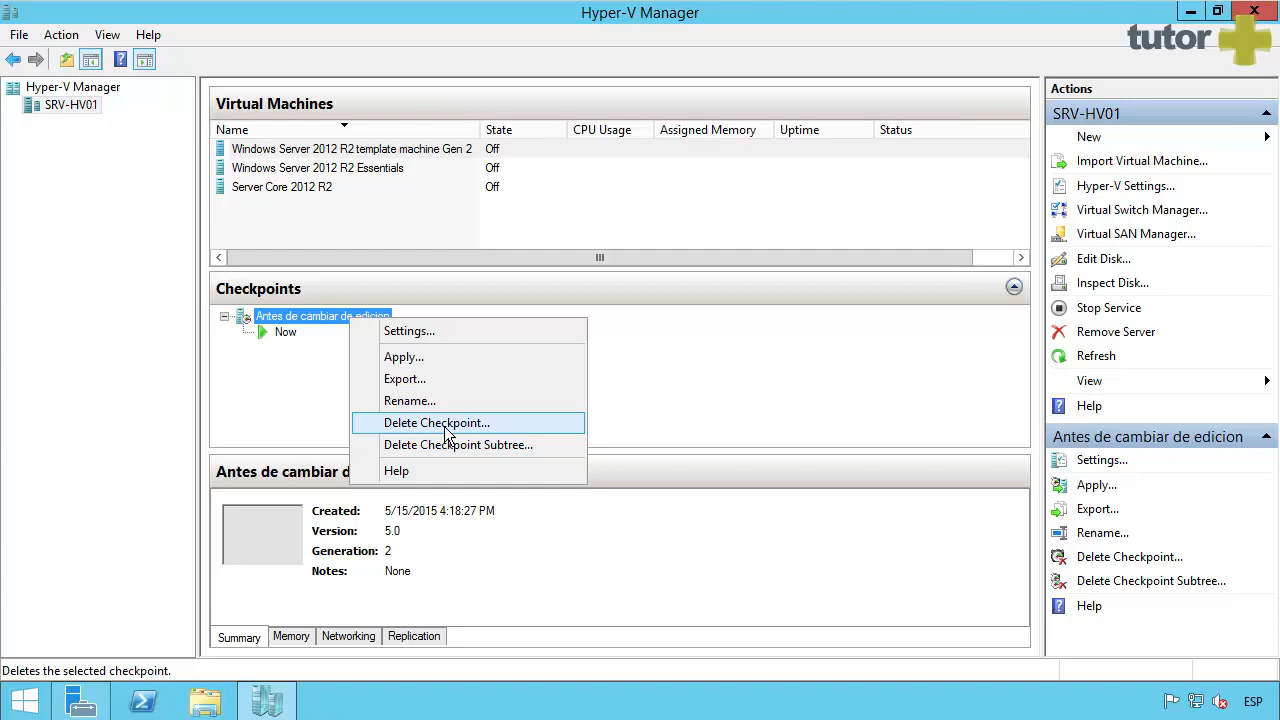 Hyper-V Manager
tutor
File Action View Help
Hyper-V Manager
SRV-HV01
Virtual Machines
Name State CPU Usage Assigned Memory Uptime Status
Windows Server 2012 R2 template machine Gen 2 Off
Windows Server 2012 R2 Essentials Off
Server Core 2012 R2 Off
Checkpoints
Antes de cambiar de edicion
Now
Settings...
Apply...
Export...
Rename...
Delete Checkpoint...
Delete Checkpoint Subtree...
Help
Antes de cambiar d
Created: 5/15/2015 4:18:27 PM
Version: 5.0
Generation: 2
Notes: None
Summary Memory Networking Replication
Actions
SRV-HV01
New
Import Virtual Machine...
Hyper-V Settings...
Virtual Switch Manager...
Virtual SAN Manager...
Edit Disk...
Inspect Disk...
Stop Service
Remove Server
Refresh
View
Help
Antes de cambiar de edicion
Settings...
Apply...
Export...
Rename...
Delete Checkpoint...
Delete Checkpoint Subtree...
Help
Deletes the selected checkpoint.
ESP